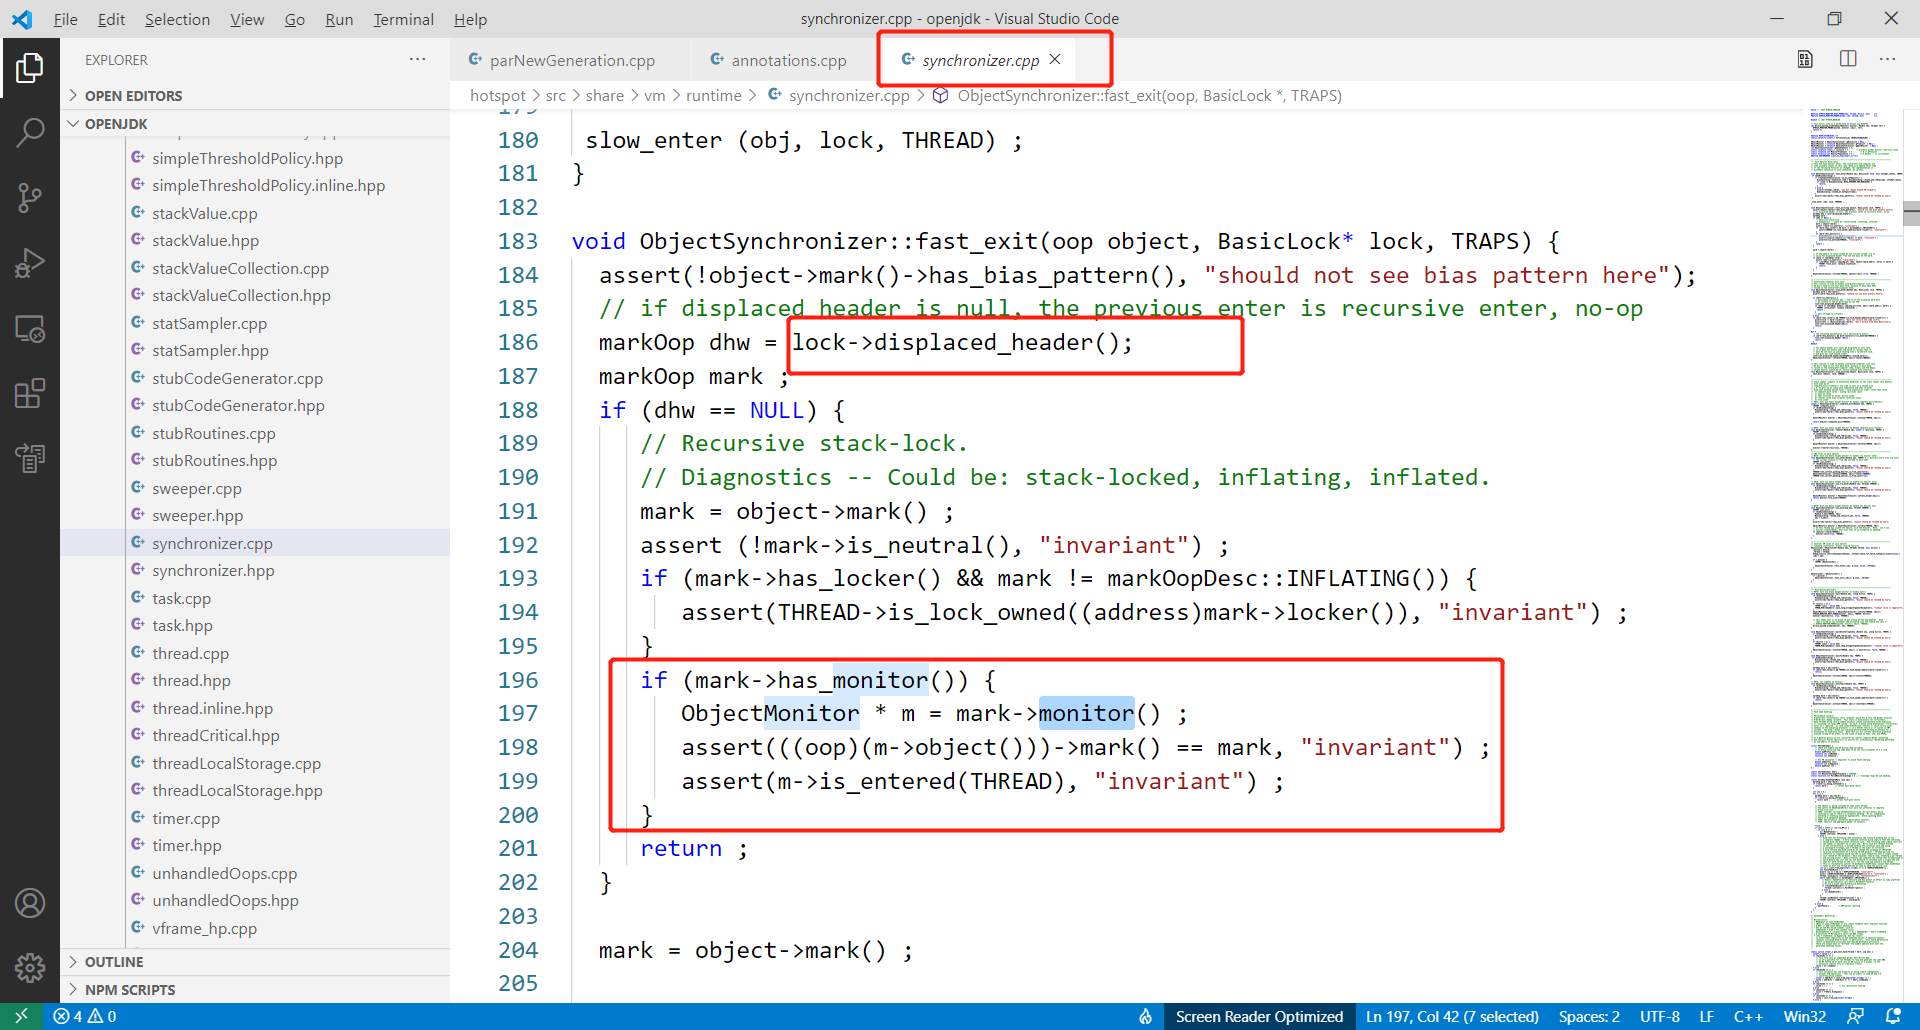 File Edit Selection View Go Run Terminal Help
synchronizer.cpp - openjdk - Visual Studio Code
EXPLORER
OPEN EDITORS
OPENJDK
simpleThresholdPolicy.hpp
simpleThresholdPolicy.inline.hpp
stackValue.cpp
stackValue.hpp
stackValueCollection.cpp
stackValueCollection.hpp
statSampler.cpp
statSampler.hpp
stubCodeGenerator.cpp
stubCodeGenerator.hpp
stubRoutines.cpp
stubRoutines.hpp
sweeper.cpp
sweeper.hpp
synchronizer.cpp
synchronizer.hpp
task.cpp
task.hpp
thread.cpp
thread.hpp
thread.inline.hpp
threadCritical.hpp
threadLocalStorage.cpp
threadLocalStorage.hpp
timer.cpp
timer.hpp
unhandledOops.cpp
unhandledOops.hpp
vframe_hp.cpp
OUTLINE
NPM SCRIPTS
parNewGeneration.cpp
annotations.cpp
synchronizer.cpp
hotspot > src > share > vm > runtime > synchronizer.cpp > ObjectSynchronizer::fast_exit(oop, BasicLock *, TRAPS)
179
180 slow_enter (obj, lock, THREAD) ;
181 }
182
183 void ObjectSynchronizer::fast_exit(oop object, BasicLock* lock, TRAPS) {
184 assert(!object->mark()->has_bias_pattern(), "should not see bias pattern here");
185 // if displaced header is null, the previous enter is recursive enter, no-op
186 markOop dhw = lock->displaced_header();
187 markOop mark ;
188 if (dhw == NULL) {
189 // Recursive stack-lock.
190 // Diagnostics -- Could be: stack-locked, inflating, inflated.
191 mark = object->mark() ;
192 assert (!mark->is_neutral(), "invariant") ;
193 if (mark->has_locker() && mark != markOopDesc::INFLATING()) {
194 assert(THREAD->is_lock_owned((address)mark->locker()), "invariant") ;
195 }
196 if (mark->has_monitor()) {
197 ObjectMonitor * m = mark->monitor() ;
198 assert(((oop)(m->object()))->mark() == mark, "invariant") ;
199 assert(m->is_entered(THREAD), "invariant") ;
200 }
201 return ;
202 }
203
204 mark = object->mark() ;
205
4 0
Screen Reader Optimized Ln 197, Col 42 (7 selected) Spaces: 2 UTF-8 LF C++ Win32